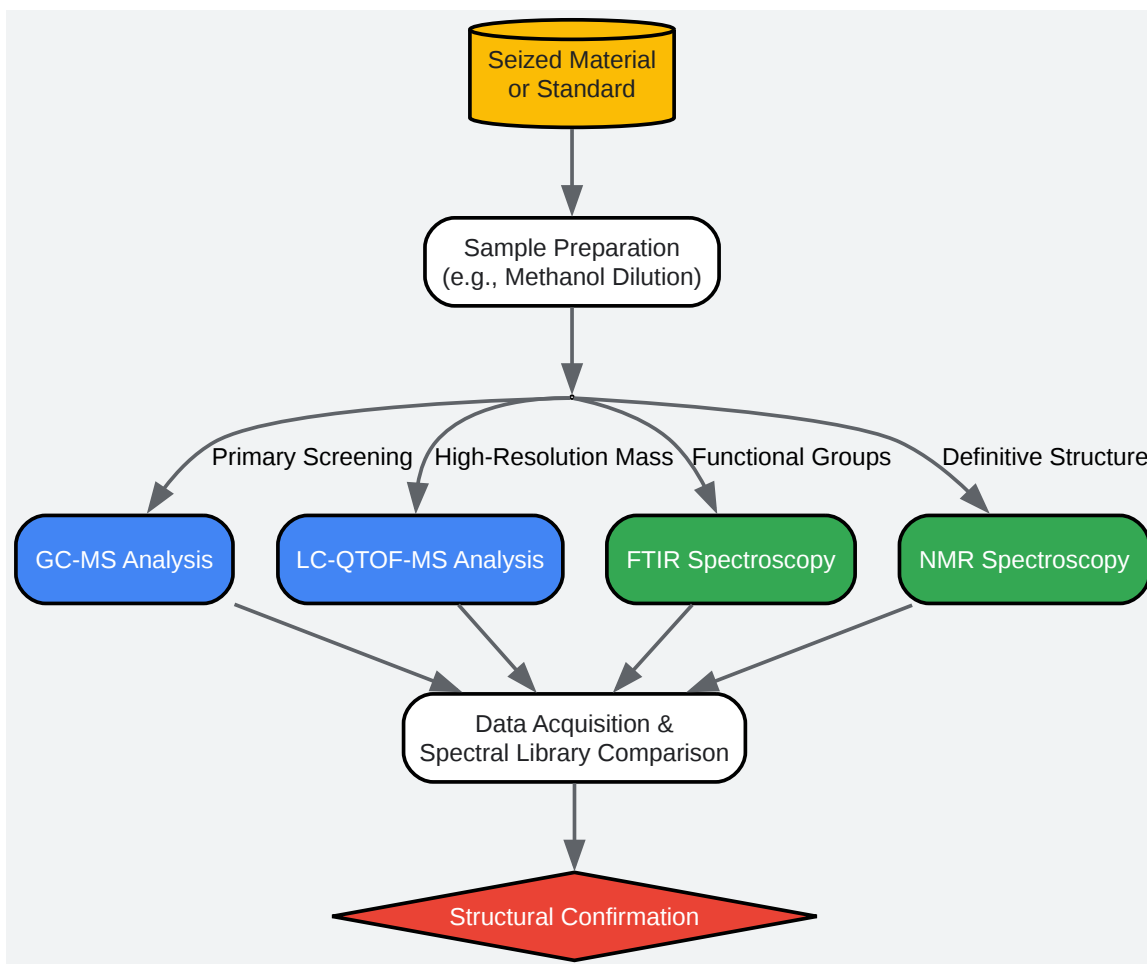 Seized Material
or Standard
Sample Preparation
(e.g., Methanol Dilution)
Primary Screening
High-Resolution Mass
Functional Groups
Definitive Structure
GC-MS Analysis
LC-QTOF-MS Analysis
FTIR Spectroscopy
NMR Spectroscopy
Data Acquisition &
Spectral Library Comparison
Structural Confirmation